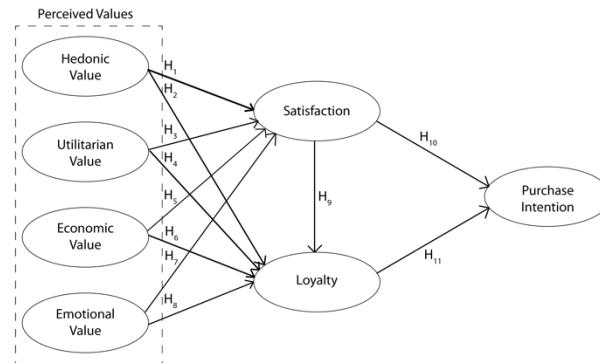 Perceived Values
Hedonic
Value
H1
H2
Utilitarian
Value
H3
H4
Economic
Value
H5
H6
Emotional
Value
H7
H8
Satisfaction
H9
Loyalty
H10
H11
Purchase
Intention